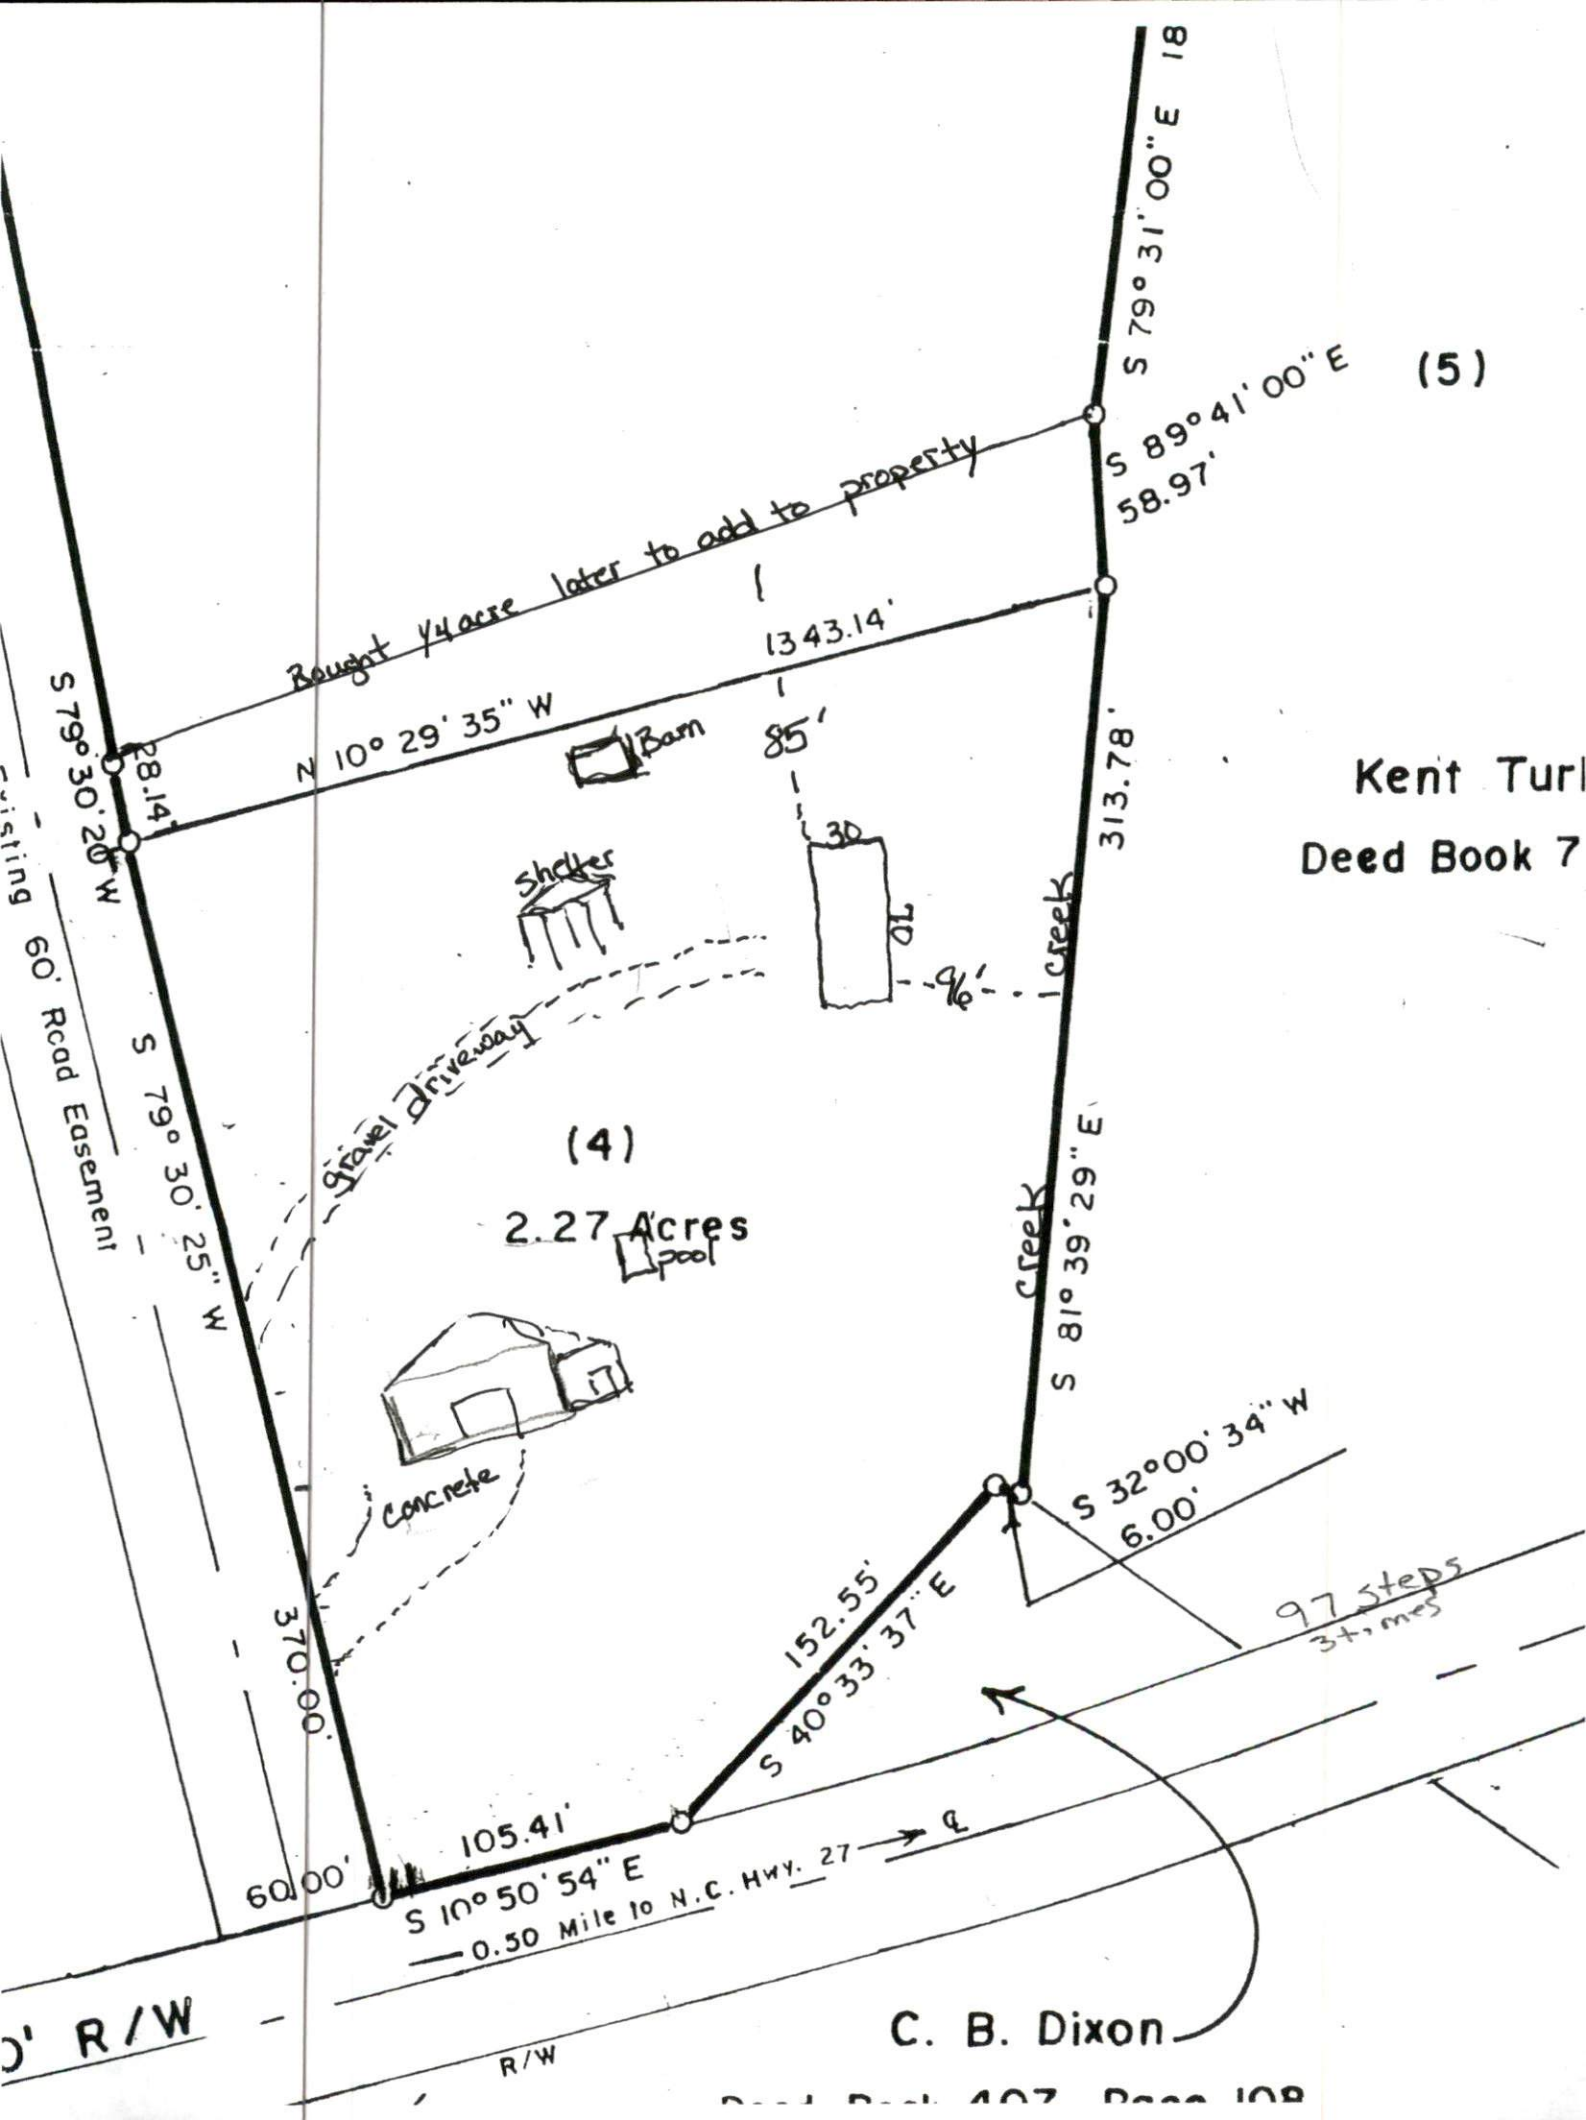 S 79° 31' 00" E 18
(5)
S 89° 41' 00" E
58.97'
Bought 1/4 acre later to add to property
1343.14'
N 10° 29' 35" W
S 79° 30' 20" W
28.14'
Barn
85'
313.78'
Kent Turl
Deed Book 7
30
Shelter
70
Creek
96'
60' Road Easement
S 79° 30' 25" W
gravel driveway
(4)
2.27 Acres
pool
Creek
S 81° 39' 29" E
Concrete
S 32° 00' 34" W
6.00'
97 steps
3 times
152.55'
S 40° 33' 37" E
370.00'
105.41'
60.00'
S 10° 50' 54" E
0.50 Mile to N.C. Hwy. 27
0' R/W
R/W
C. B. Dixon